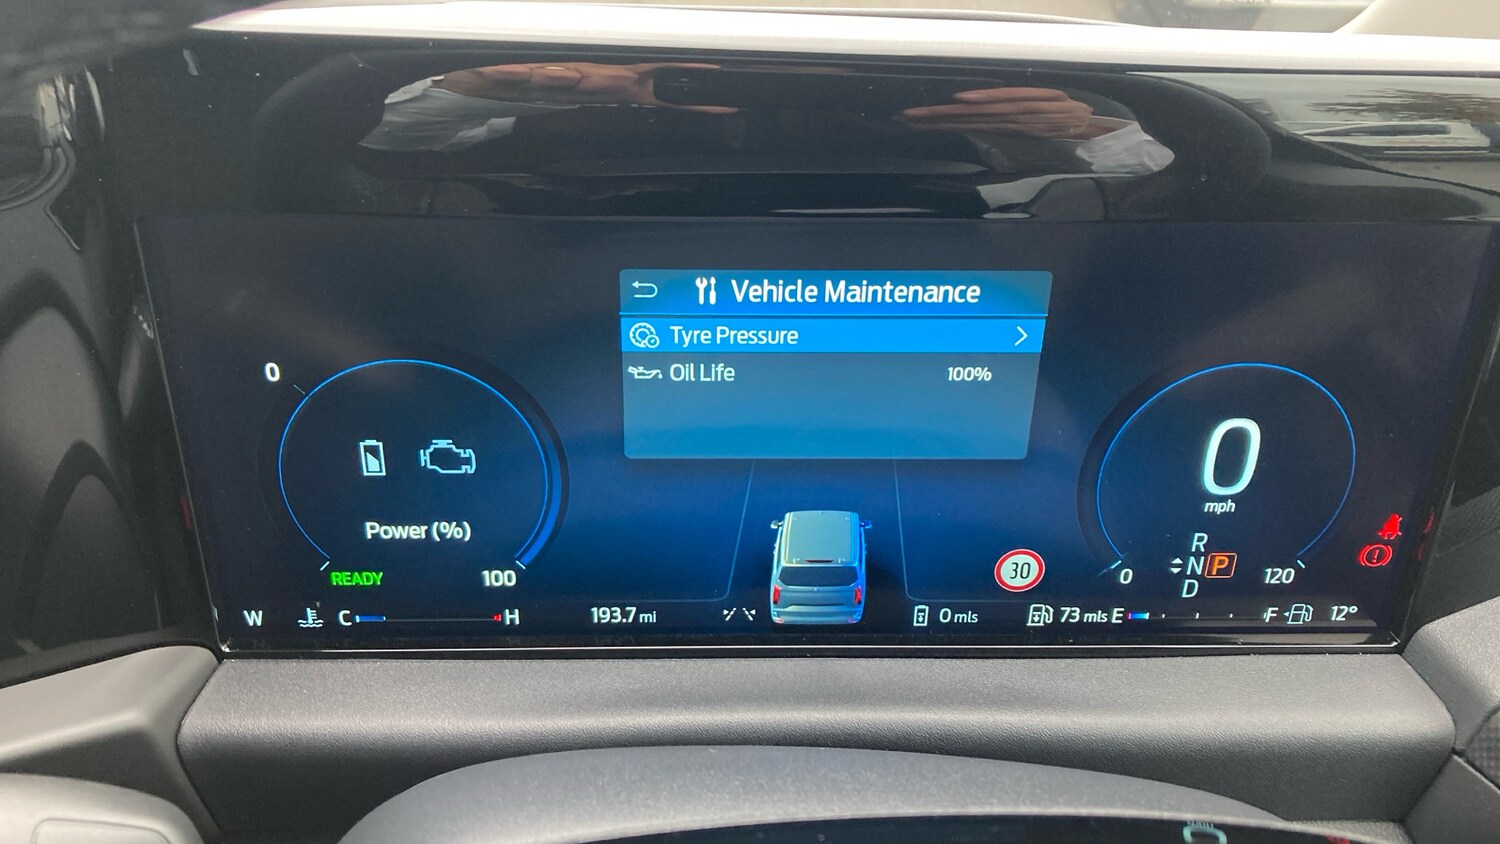 Vehicle Maintenance
Tyre Pressure
Oil Life 100%
0
Power (%)
READY
100
0
mph
R
N P
D
0
120
30
W
C H
193.7 mi
0 mls
73 mls E F
12°